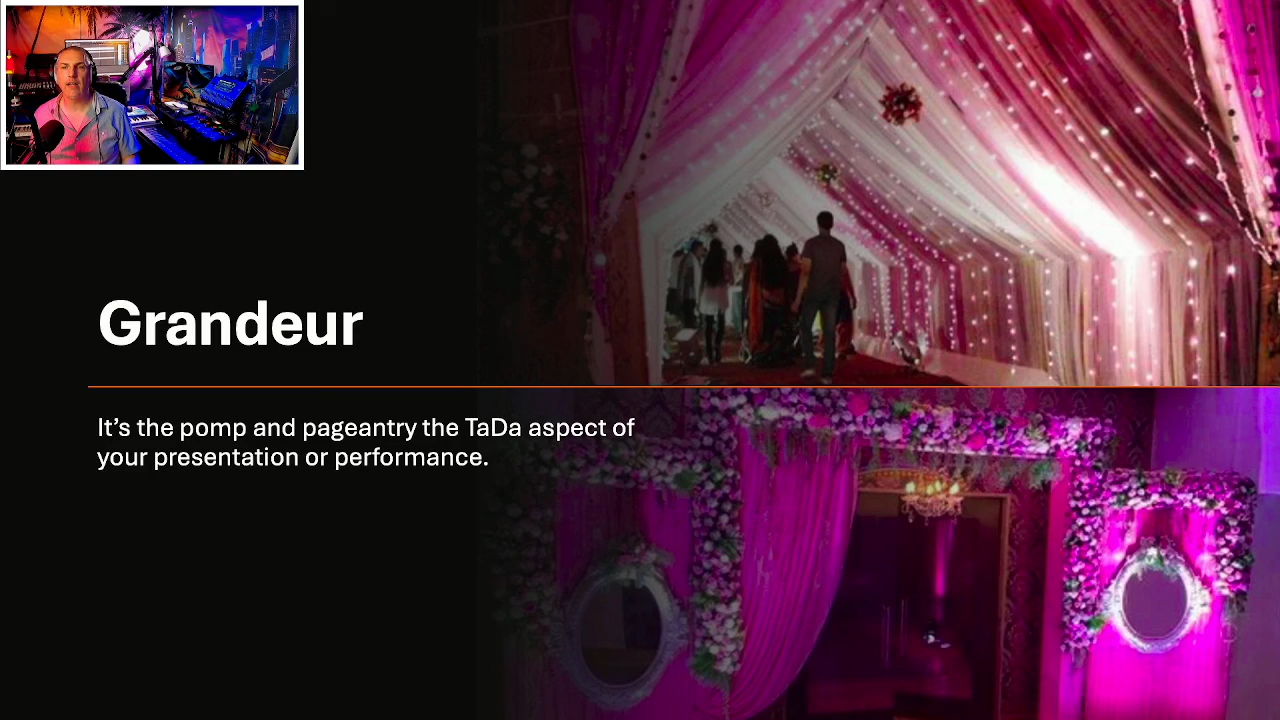 Grandeur
It’s the pomp and pageantry the TaDa aspect of
your presentation or performance.